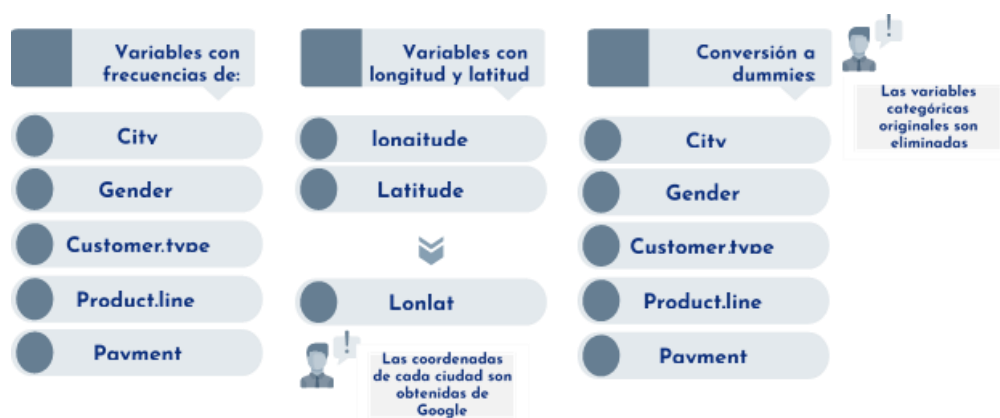 Variables con
frecuencias de:
City
Gender
Customer.type
Product.line
Payment
Variables con
longitud y latitud
longitude
Latitude
Lonlat
Las coordenadas
de cada ciudad son
obtenidas de
Google
Conversión a
dummies:
City
Gender
Customer.type
Product.line
Payment
Las variables
categóricas
originales son
eliminadas